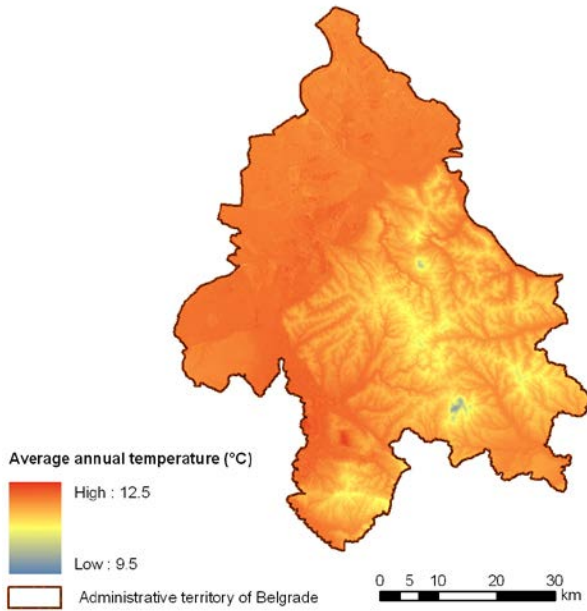 Average annual temperature (°C)
High : 12.5
Low : 9.5
Administrative territory of Belgrade
0 5 10 20 30
km